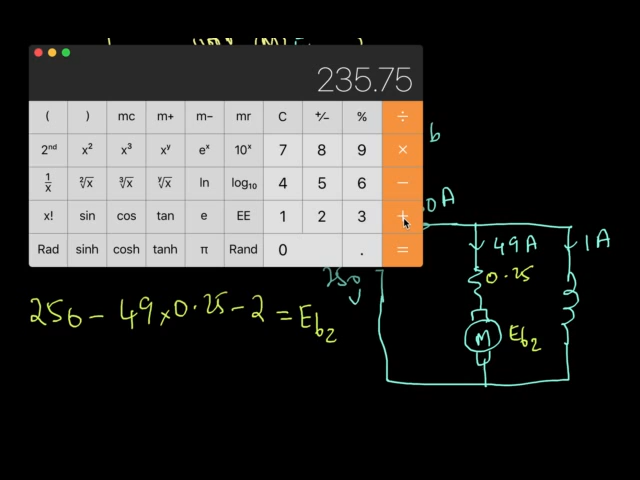 235.75
( ) mc m+ m− mr C +/− % ÷
2ⁿᵈ x² x³ xʸ eˣ 10ˣ 7 8 9 ×
1/x ²√x ³√x ʸ√x ln log₁₀ 4 5 6 −
x! sin cos tan e EE 1 2 3 +
Rad sinh cosh tanh π Rand 0 . =
b
0A
49A
1A
250
V
0.25
250 − 49×0.25 − 2 = Eb2
M
Eb2